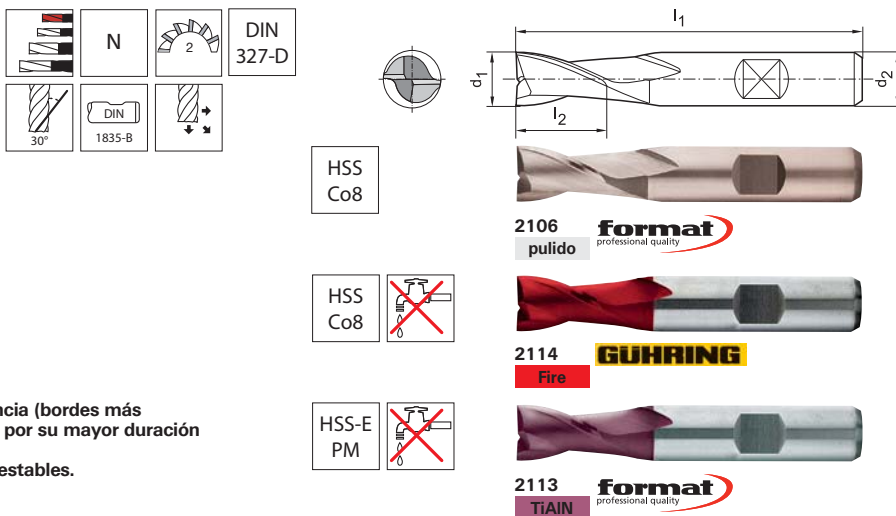 N
2
DIN
327-D
30°
DIN
1835-B
l1
d1
d2
l2
HSS
Co8
2106
format
professional quality
pulido
HSS
Co8
2114
GÜHRING
Fire
ncia (bordes más
por su mayor duración
estables.
HSS-E
PM
2113
format
professional quality
TiAlN